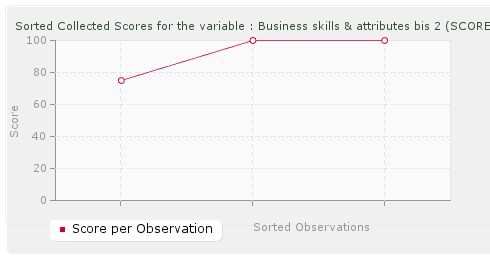 Sorted Collected Scores for the variable : Business skills & attributes bis 2 (SCORE
100
80
60
40
20
0
Score
Score per Observation
Sorted Observations